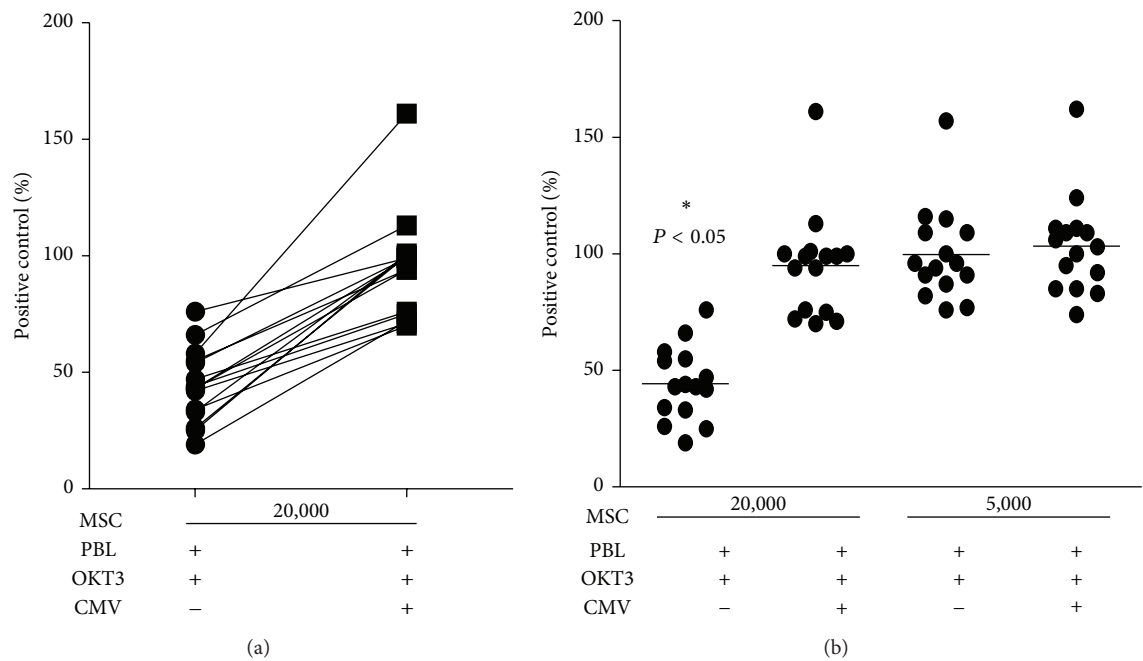 200
150
100
50
0
Positive control (%)
MSC 20,000
PBL + +
OKT3 + +
CMV − +
(a)
200
150
100
50
0
Positive control (%)
*
P < 0.05
MSC 20,000 5,000
PBL + + + +
OKT3 + + + +
CMV − + − +
(b)